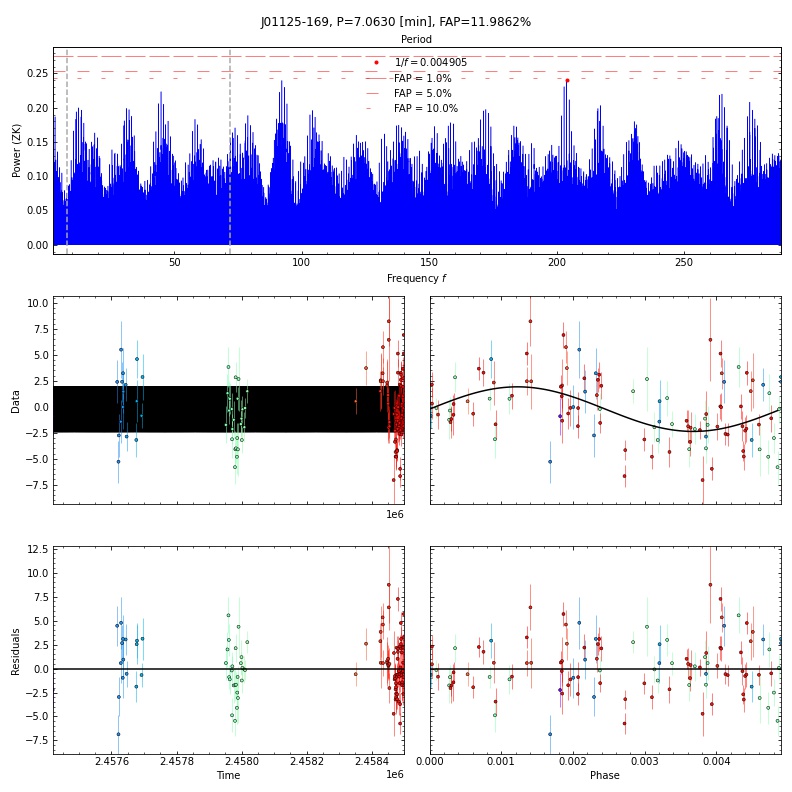 J01125-169, P=7.0630 [min], FAP=11.9862%
Period
Power (ZK)
0.25
0.20
0.15
0.10
0.05
0.00
1/f = 0.004905
FAP = 1.0%
FAP = 5.0%
FAP = 10.0%
50 100 150 200 250
Frequency f
Data
10.0
7.5
5.0
2.5
0.0
−2.5
−5.0
−7.5
1e6
Residuals
12.5
10.0
7.5
5.0
2.5
0.0
−2.5
−5.0
−7.5
2.4576 2.4578 2.4580 2.4582 2.4584
1e6
Time
0.000 0.001 0.002 0.003 0.004
Phase